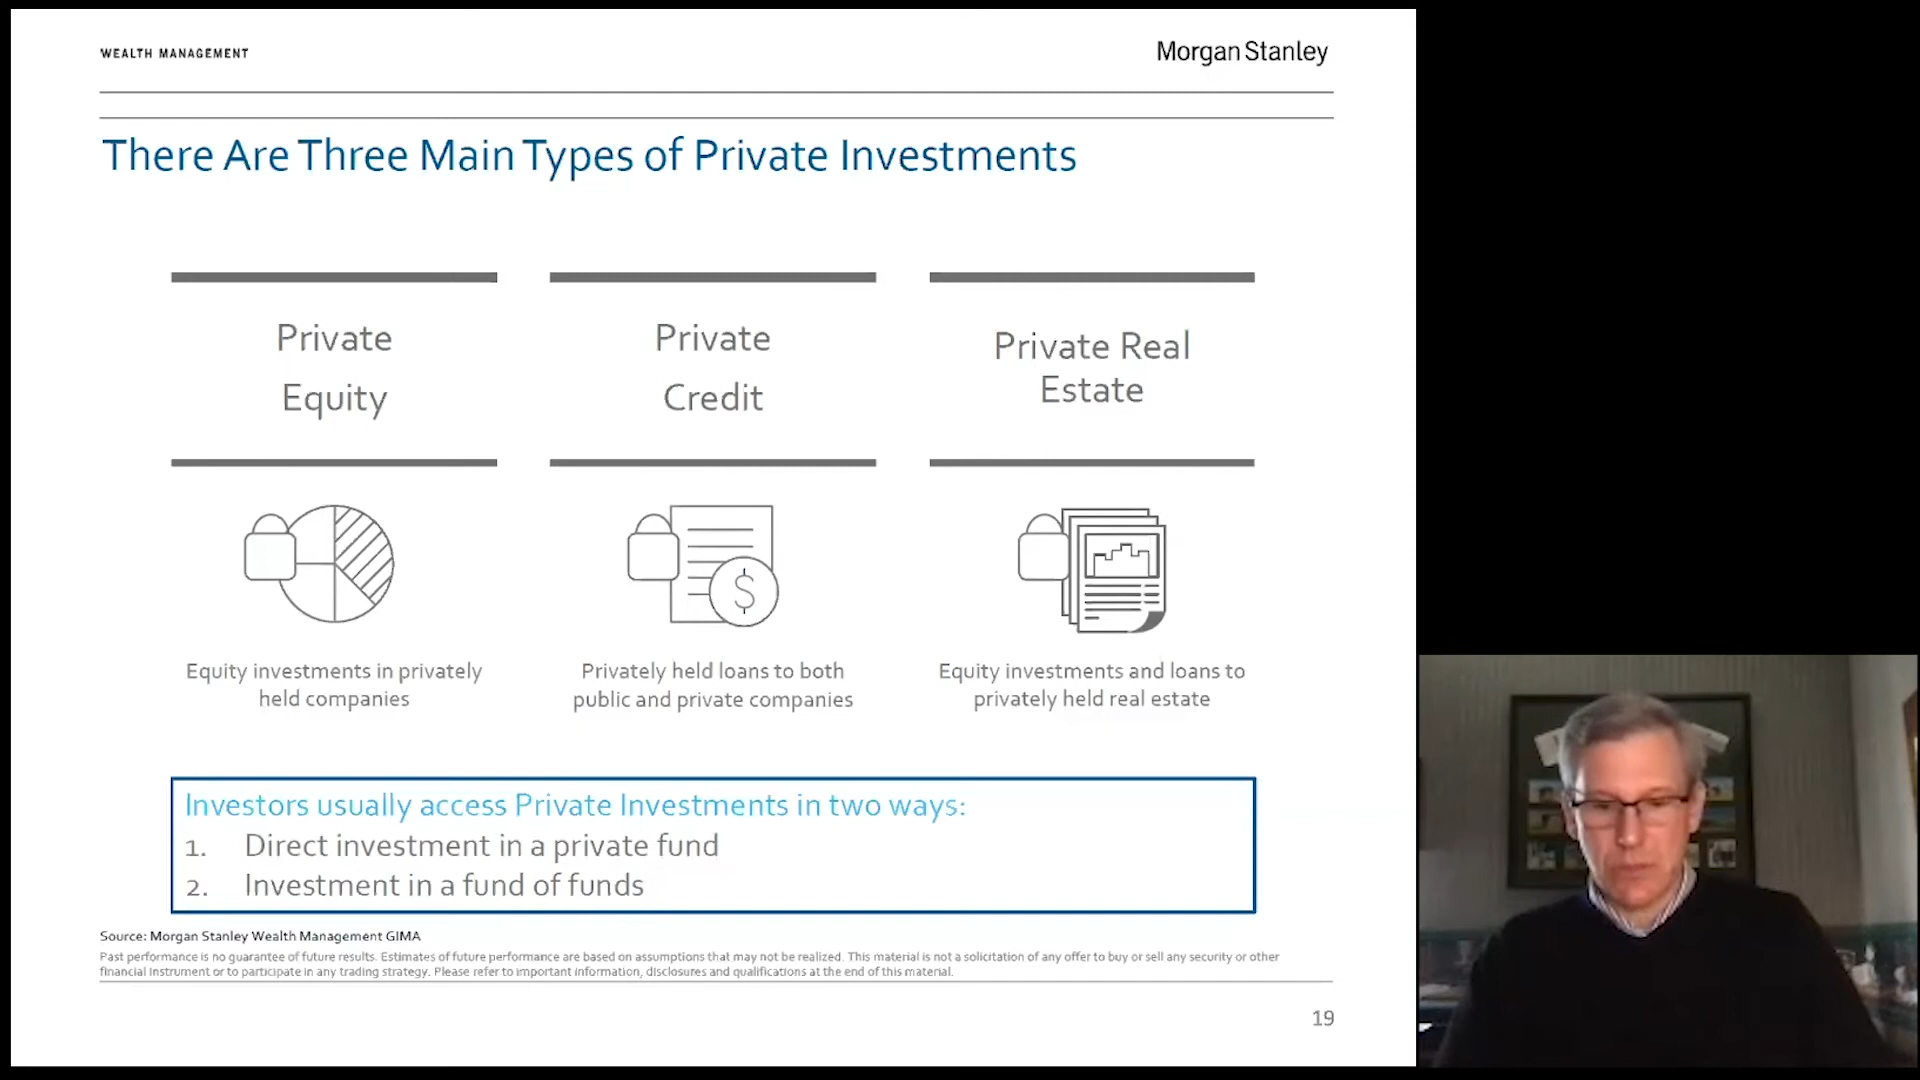 WEALTH MANAGEMENT
Morgan Stanley
There Are Three Main Types of Private Investments
Private
Equity
Private
Credit
Private Real
Estate
$
Equity investments in privately
held companies
Privately held loans to both
public and private companies
Equity investments and loans to
privately held real estate
Investors usually access Private Investments in two ways:
1. Direct investment in a private fund
2. Investment in a fund of funds
Source: Morgan Stanley Wealth Management GIMA
Past performance is no guarantee of future results. Estimates of future performance are based on assumptions that may not be realized. This material is not a solicitation of any offer to buy or sell any security or other
financial instrument or to participate in any trading strategy. Please refer to important information, disclosures and qualifications at the end of this material.
19